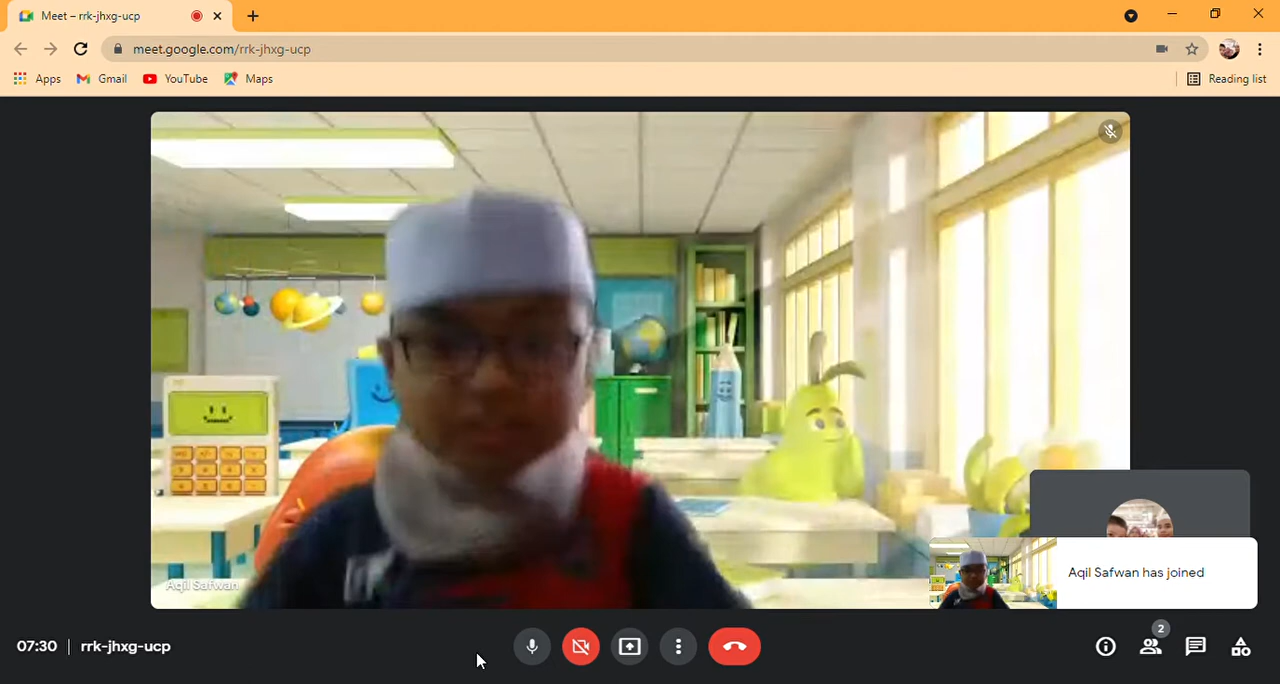 Meet – rrk-jhxg-ucp
meet.google.com/rrk-jhxg-ucp
Apps Gmail YouTube Maps Reading list
Aqil Safwan
Aqil Safwan has joined
07:30 | rrk-jhxg-ucp
2